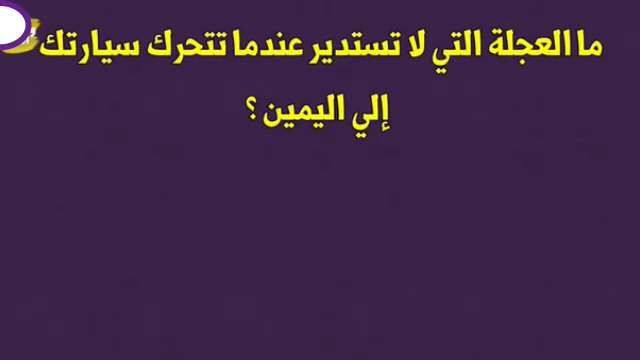 ما العجلة التي لا تستدير عندما تتحرك سيارتك
إلي اليمين ؟